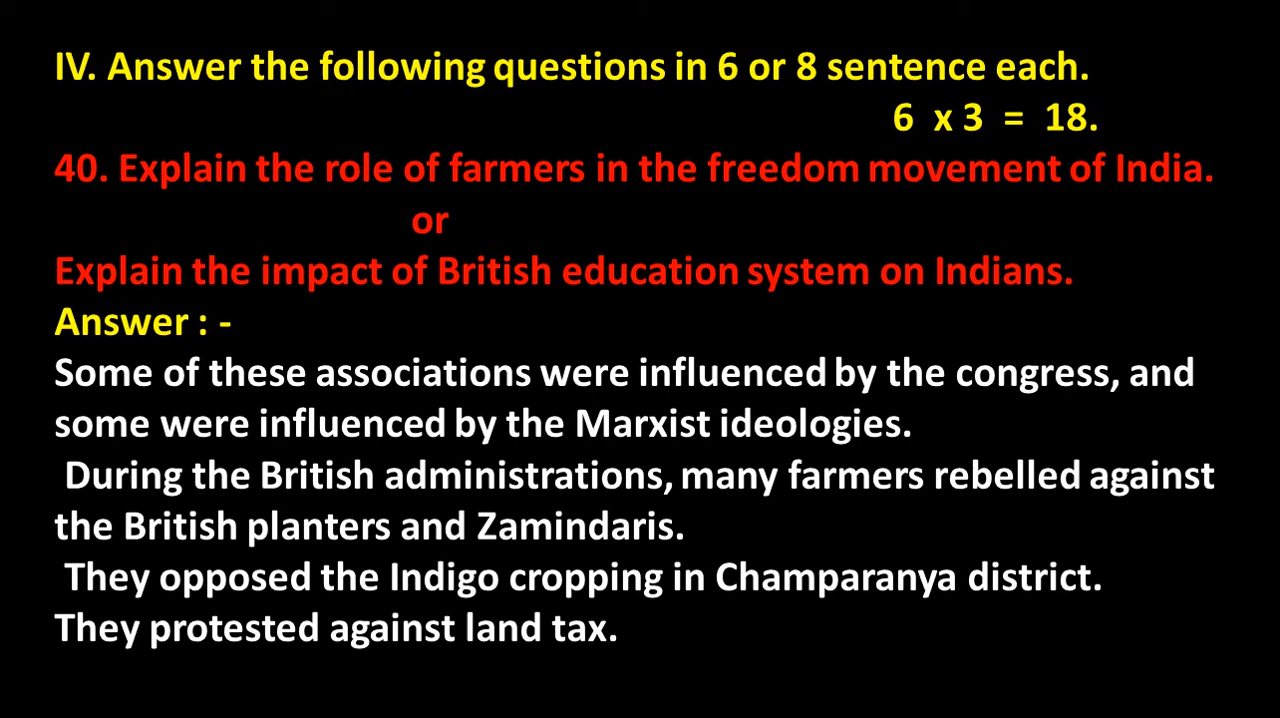 IV. Answer the following questions in 6 or 8 sentence each.
6 x 3 = 18.
40. Explain the role of farmers in the freedom movement of India.
or
Explain the impact of British education system on Indians.
Answer : -
Some of these associations were influenced by the congress, and
some were influenced by the Marxist ideologies.
During the British administrations, many farmers rebelled against
the British planters and Zamindaris.
They opposed the Indigo cropping in Champaranya district.
They protested against land tax.